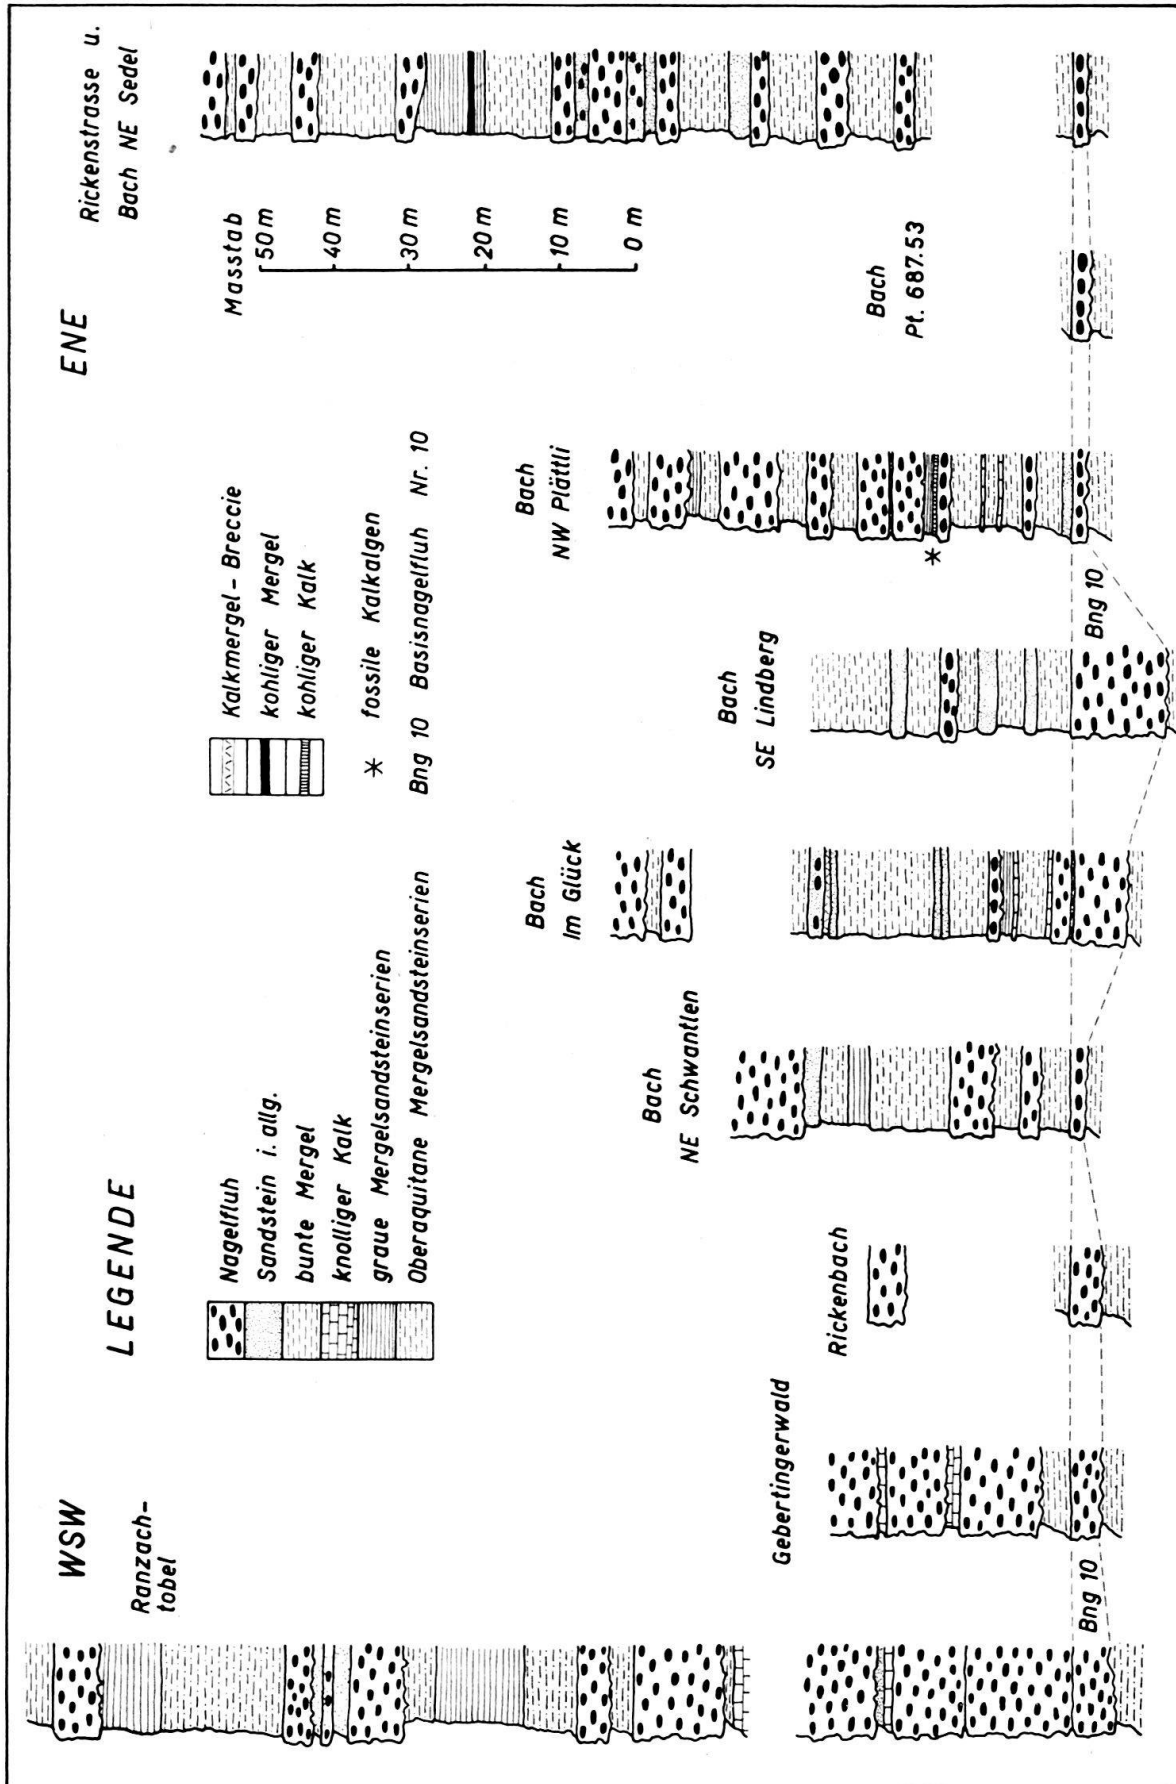 WSW
ENE
Ranzach-
tobel
Gebertingerwald
Rickenbach
Bach
NE Schwantlen
Bach
Im Glück
Bach
SE Lindberg
Bach
NW Plättli
Bach
Pt. 687.53
Rickenstrasse u.
Bach NE Sedel
Bng 10
Bng 10
LEGENDE
Nagelfluh
Sandstein i. allg.
bunte Mergel
knolliger Kalk
graue Mergelsandsteinserien
Oberaquitane Mergelsandsteinserien
Kalkmergel-Breccie
kohliger Mergel
kohliger Kalk
* fossile Kalkalgen
Bng 10 Basisnagelfluh Nr. 10
Masstab
50 m
40 m
30 m
20 m
10 m
0 m